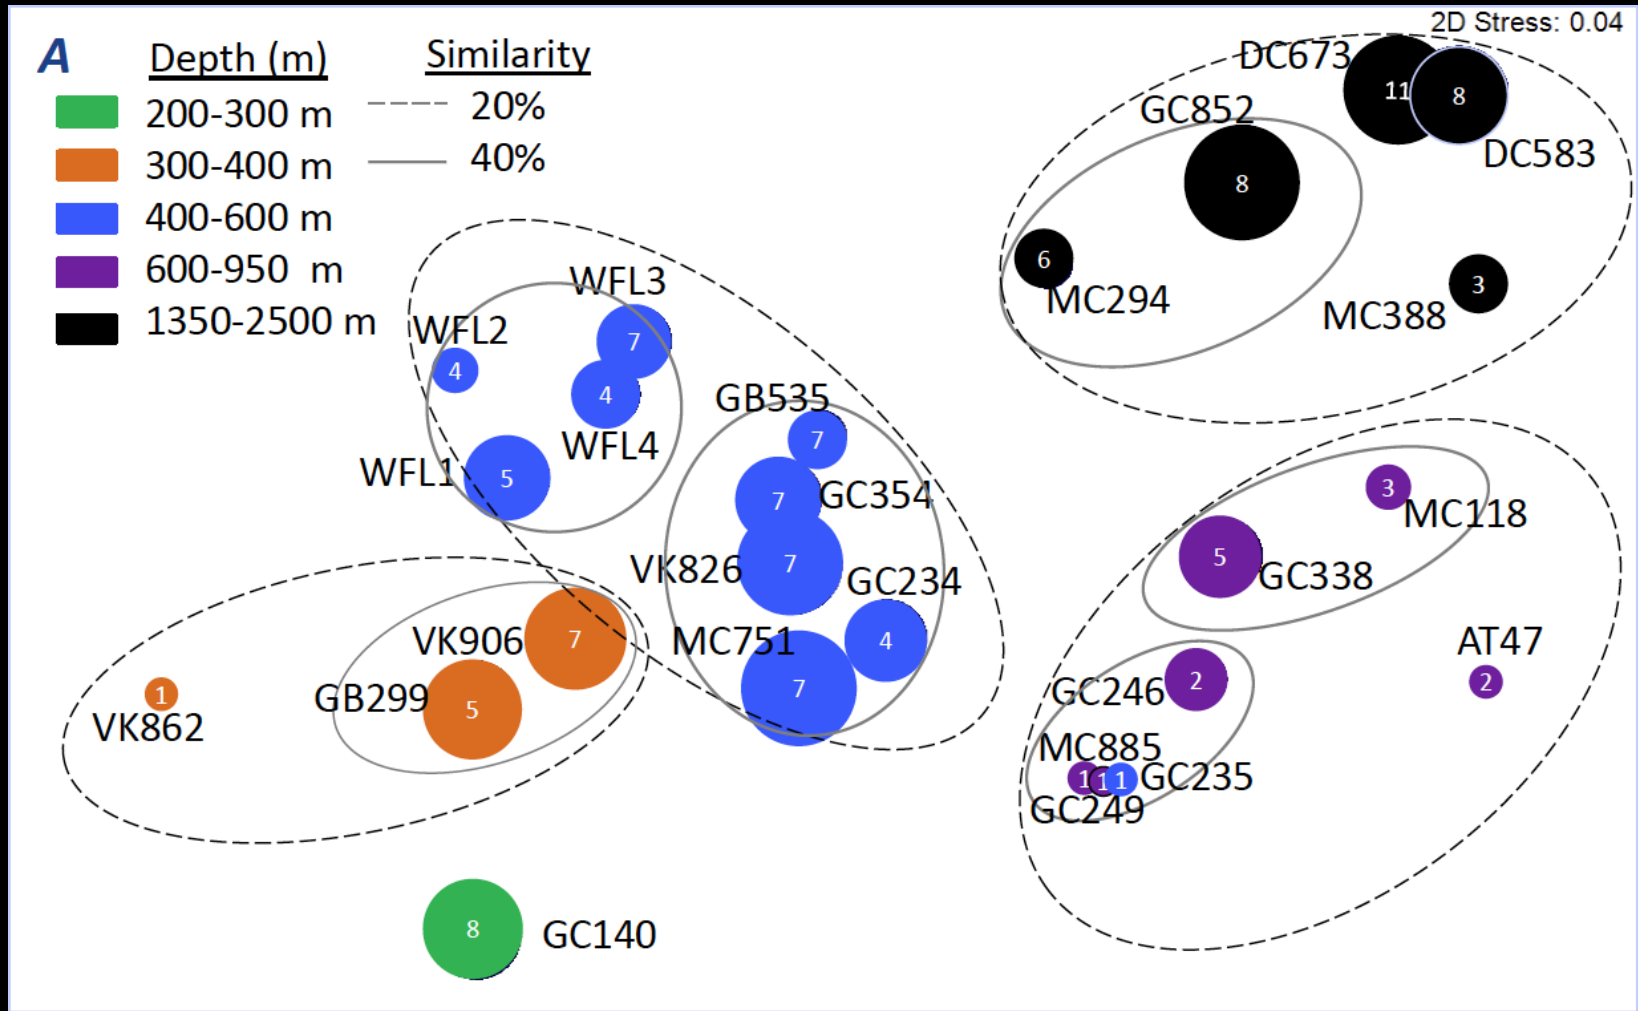 2D Stress: 0.04
A
Depth (m)
Similarity
200-300 m
300-400 m
400-600 m
600-950 m
1350-2500 m
20%
40%
DC673
11
8
DC583
GC852
8
6
MC294
MC388
3
WFL3
WFL2
7
4
4
WFL4
WFL1
5
GB535
7
7
GC354
VK826
7
GC234
MC751
4
7
3
MC118
5
GC338
AT47
2
GC246
2
MC885
1
1
1
GC235
GC249
VK906
7
GB299
5
1
VK862
8
GC140